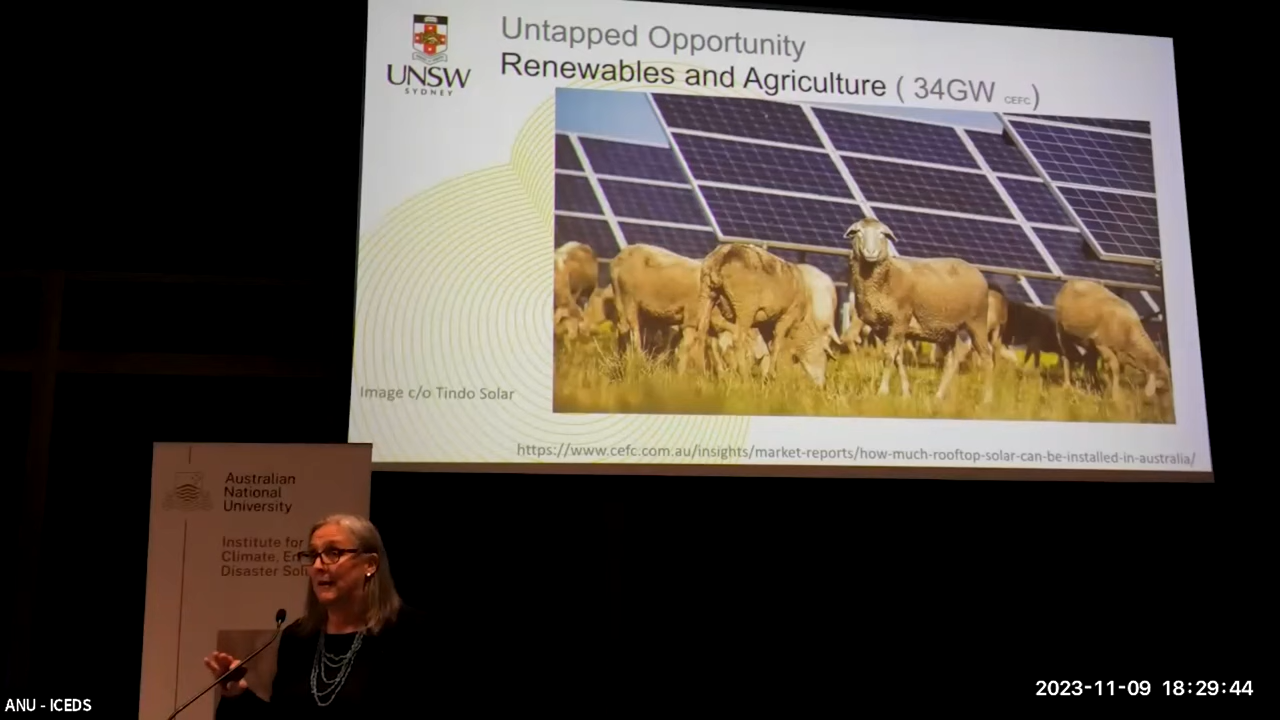 UNSW
SYDNEY
Untapped Opportunity
Renewables and Agriculture ( 34GW CEFC)
Image c/o Tindo Solar
https://www.cefc.com.au/insights/market-reports/how-much-rooftop-solar-can-be-installed-in-australia/
Australian
National
University
Institute for
Climate, En
Disaster Sol
ANU - ICEDS
2023-11-09 18:29:44